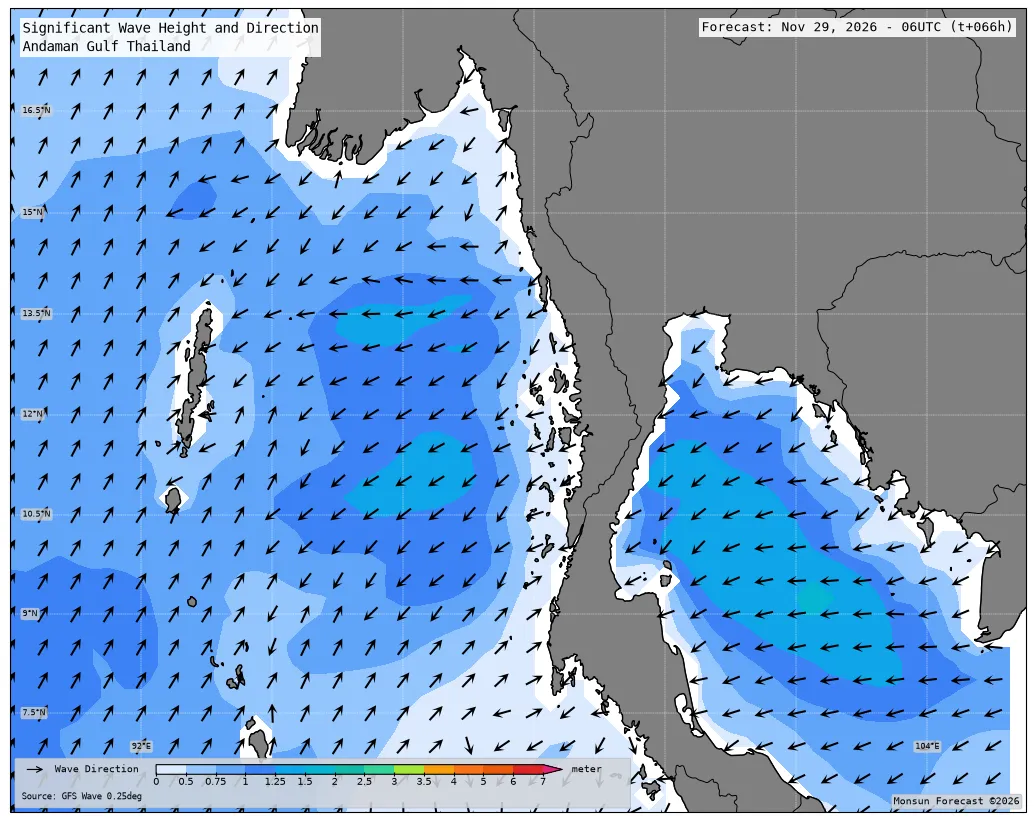 Significant Wave Height and Direction
Andaman Gulf Thailand
Forecast: Nov 29, 2026 - 06UTC (t+066h)
16.5°N
15°N
13.5°N
12°N
10.5°N
9°N
7.5°N
92°E
104°E
Wave Direction
0 0.5 0.75 1 1.25 1.5 2 2.5 3 3.5 4 5 6 7
meter
Source: GFS Wave 0.25deg
Monsun Forecast ©2026